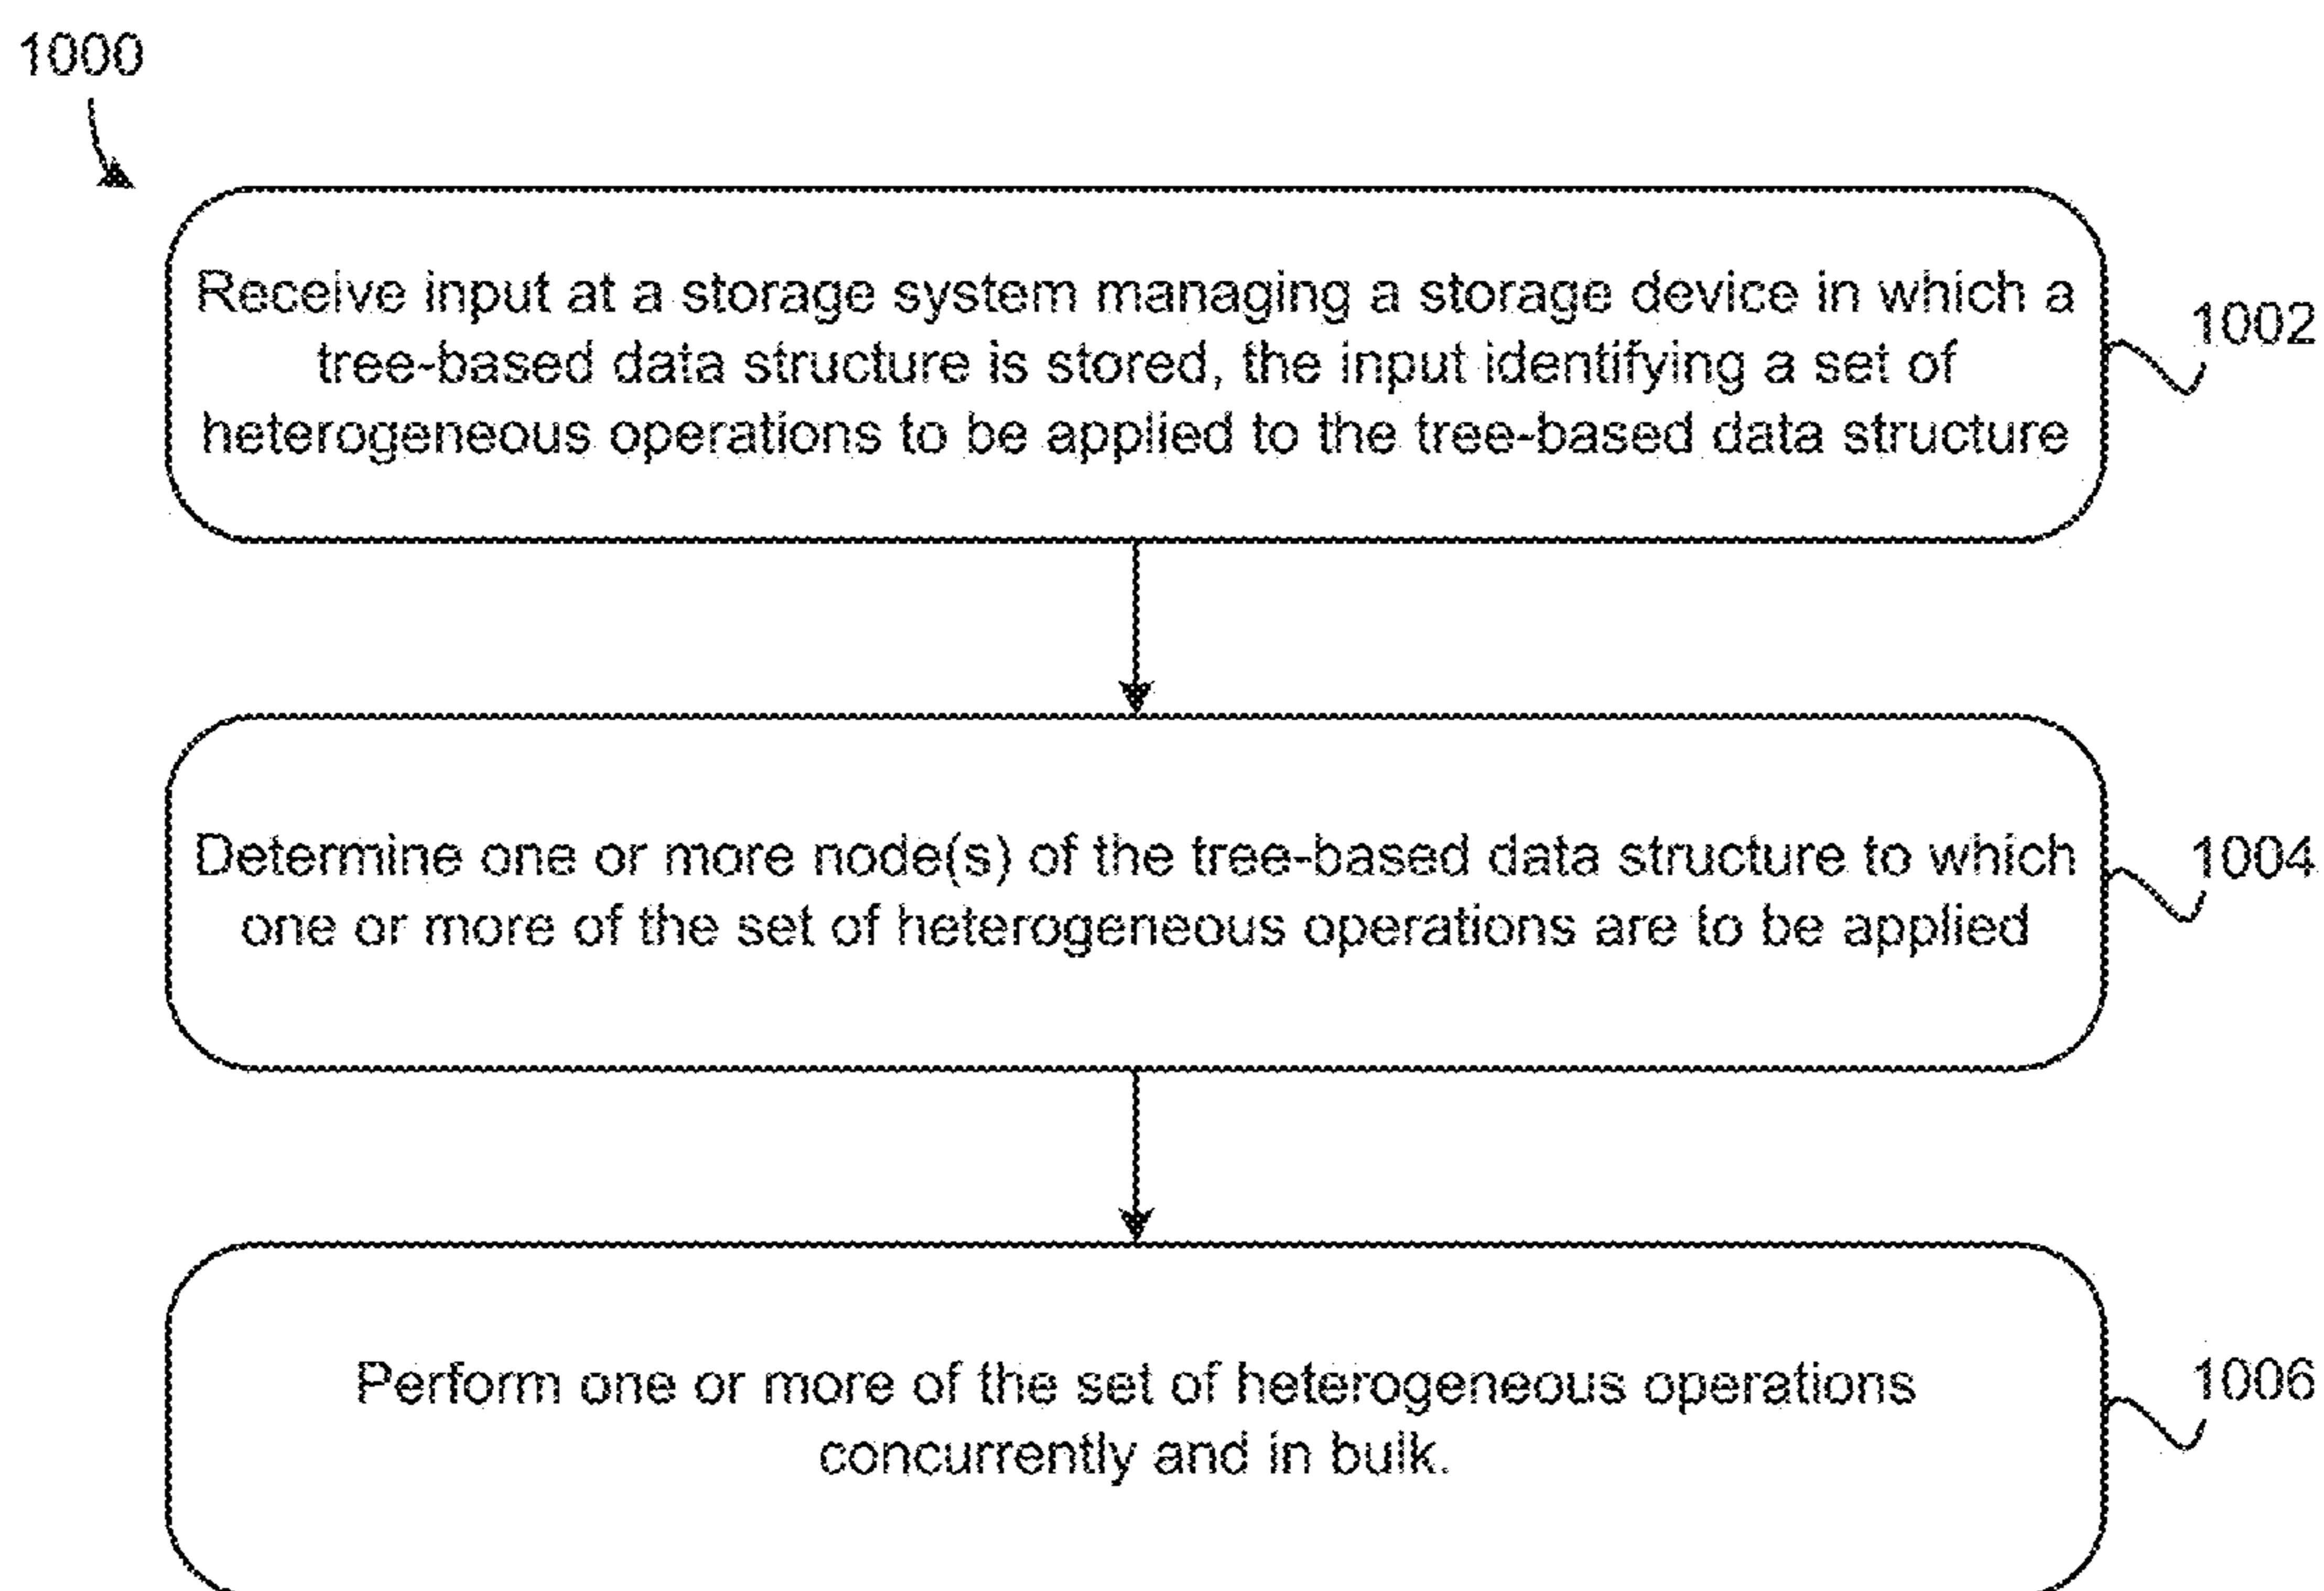 1000
Receive input at a storage system managing a storage device in which a
tree-based data structure is stored, the input identifying a set of
heterogeneous operations to be applied to the tree-based data structure
1002
Determine one or more node(s) of the tree-based data structure to which
one or more of the set of heterogeneous operations are to be applied
1004
Perform one or more of the set of heterogeneous operations
concurrently and in bulk.
1006